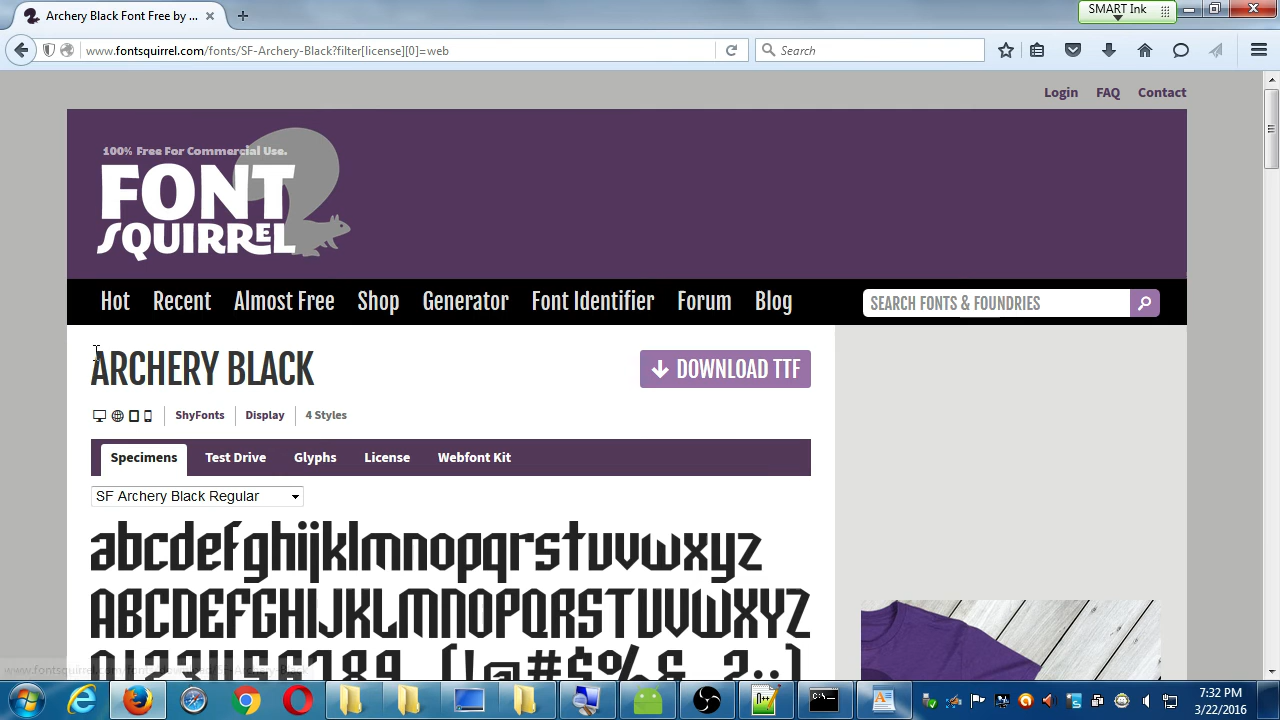 Archery Black Font Free by ...
SMART Ink
www.fontsquirrel.com/fonts/SF-Archery-Black?filter[license][0]=web
Search
Login FAQ Contact
100% Free For Commercial Use.
FONT
SQUIRREL
Hot Recent Almost Free Shop Generator Font Identifier Forum Blog
SEARCH FONTS & FOUNDRIES
ARCHERY BLACK
DOWNLOAD TTF
ShyFonts Display 4 Styles
Specimens Test Drive Glyphs License Webfont Kit
SF Archery Black Regular
abcdefghijklmnopqrstuvwxyz
ABCDEFGHIJKLMNOPQRSTUVWXYZ
7:32 PM
3/22/2016